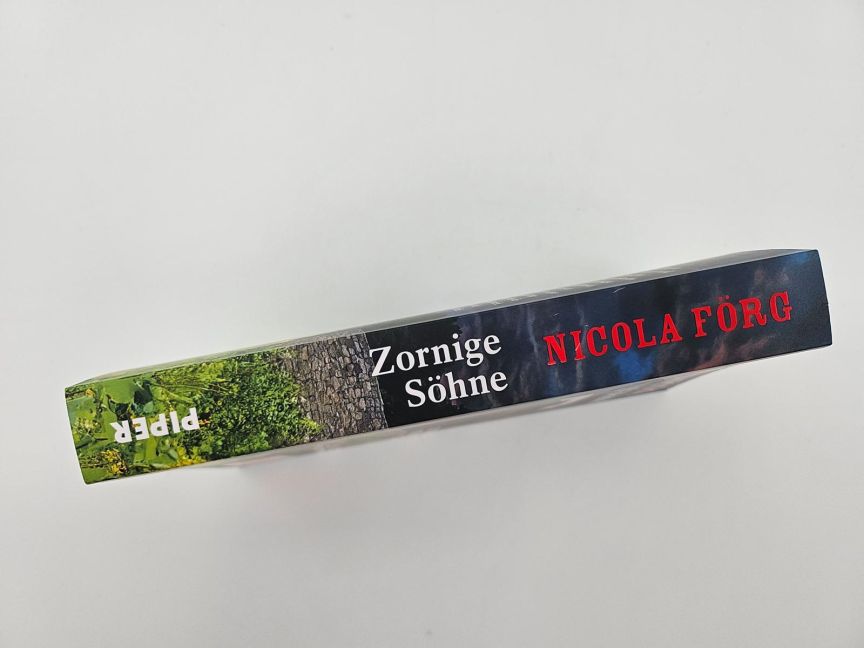 Zornige
Söhne
NICOLA FÖRG
PIPER